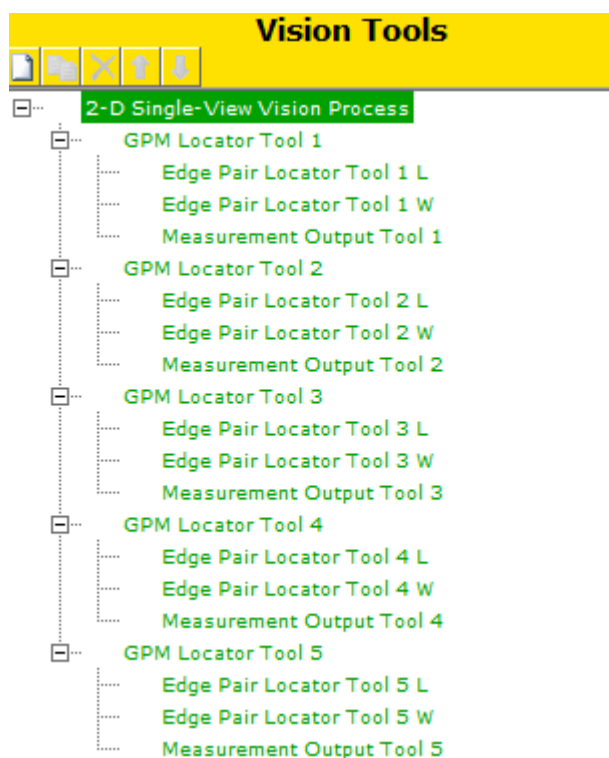 Vision Tools
2-D Single-View Vision Process
GPM Locator Tool 1
Edge Pair Locator Tool 1 L
Edge Pair Locator Tool 1 W
Measurement Output Tool 1
GPM Locator Tool 2
Edge Pair Locator Tool 2 L
Edge Pair Locator Tool 2 W
Measurement Output Tool 2
GPM Locator Tool 3
Edge Pair Locator Tool 3 L
Edge Pair Locator Tool 3 W
Measurement Output Tool 3
GPM Locator Tool 4
Edge Pair Locator Tool 4 L
Edge Pair Locator Tool 4 W
Measurement Output Tool 4
GPM Locator Tool 5
Edge Pair Locator Tool 5 L
Edge Pair Locator Tool 5 W
Measurement Output Tool 5